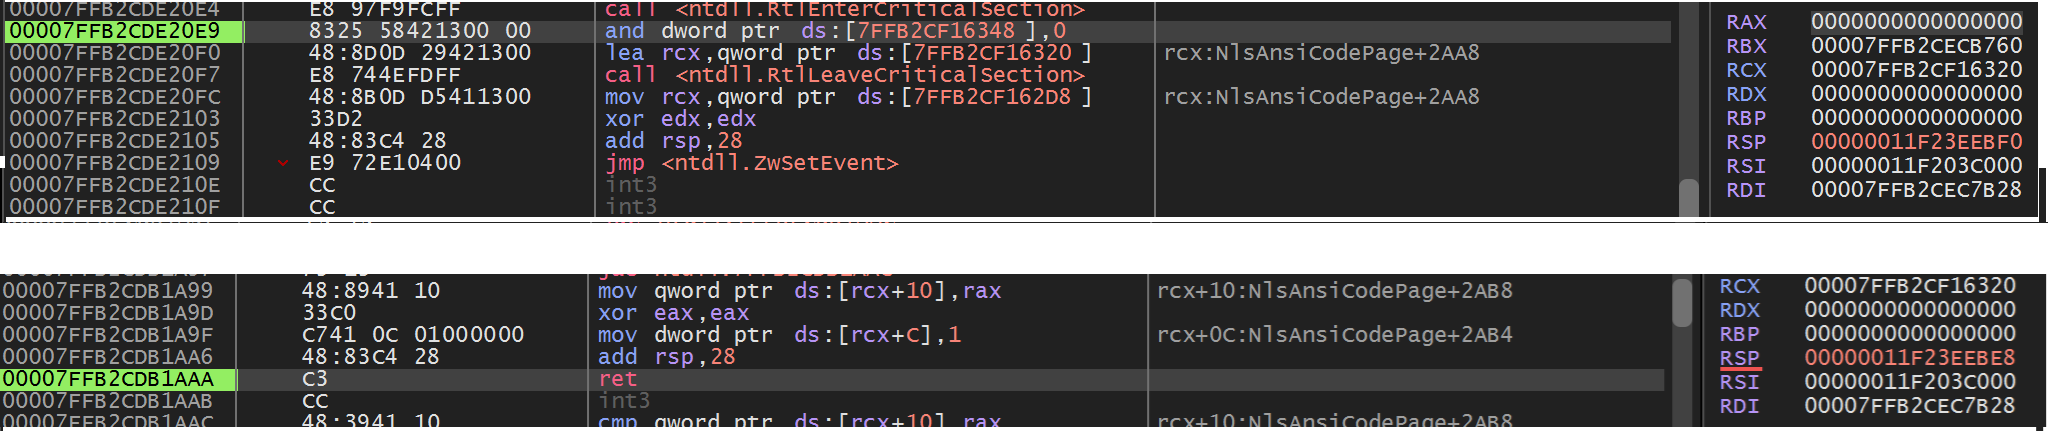 00007FFB2CDE20E4 E8 97F9FCFF call <ntdll.RtlEnterCriticalSection>
00007FFB2CDE20E9 8325 58421300 00 and dword ptr ds:[7FFB2CF16348 ],0 RAX 0000000000000000
00007FFB2CDE20F0 48:8D0D 29421300 lea rcx,qword ptr ds:[7FFB2CF16320 ] rcx:NlsAnsiCodePage+2AA8 RBX 00007FFB2CECB760
00007FFB2CDE20F7 E8 744EFDFF call <ntdll.RtlLeaveCriticalSection> RCX 00007FFB2CF16320
00007FFB2CDE20FC 48:8B0D D5411300 mov rcx,qword ptr ds:[7FFB2CF162D8 ] rcx:NlsAnsiCodePage+2AA8 RDX 0000000000000000
00007FFB2CDE2103 33D2 xor edx,edx RBP 0000000000000000
00007FFB2CDE2105 48:83C4 28 add rsp,28 RSP 00000011F23EEBF0
00007FFB2CDE2109 E9 72E10400 jmp <ntdll.ZwSetEvent> RSI 00000011F203C000
00007FFB2CDE210E CC int3 RDI 00007FFB2CEC7B28
00007FFB2CDE210F CC int3
00007FFB2CDB1A99 48:8941 10 mov qword ptr ds:[rcx+10],rax rcx+10:NlsAnsiCodePage+2AB8 RCX 00007FFB2CF16320
00007FFB2CDB1A9D 33C0 xor eax,eax RDX 0000000000000000
00007FFB2CDB1A9F C741 0C 01000000 mov dword ptr ds:[rcx+C],1 rcx+0C:NlsAnsiCodePage+2AB4 RBP 0000000000000000
00007FFB2CDB1AA6 48:83C4 28 add rsp,28 RSP 00000011F23EEBE8
00007FFB2CDB1AAA C3 ret RSI 00000011F203C000
00007FFB2CDB1AAB CC int3 RDI 00007FFB2CEC7B28
00007FFB2CDB1AAC 48:3941 10 cmp qword ptr ds:[rcx+10],rax rcx+10:NlsAnsiCodePage+2AB8